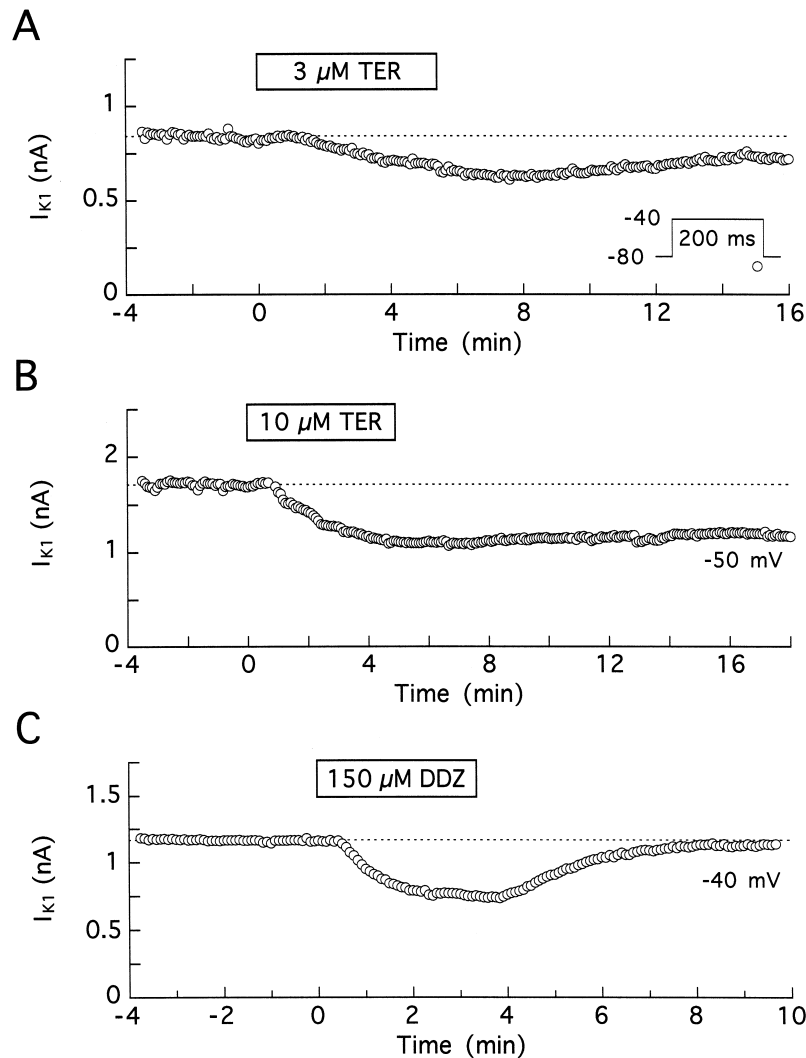 A
3 µM TER
1
0.5
0
I_K1 (nA)
-40
200 ms
-80
-4 0 4 8 12 16
Time (min)
B
10 µM TER
2
1
0
I_K1 (nA)
-50 mV
-4 0 4 8 12 16
Time (min)
C
150 µM DDZ
1.5
1
0.5
0
I_K1 (nA)
-40 mV
-4 -2 0 2 4 6 8 10
Time (min)